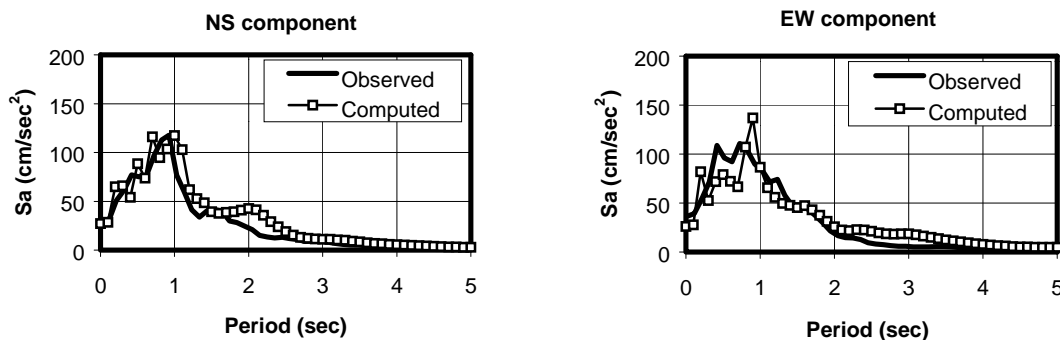 NS component
200
150
100
50
0
Sa (cm/sec²)
Observed
Computed
0 1 2 3 4 5
Period (sec)
EW component
200
150
100
50
0
Sa (cm/sec²)
Observed
Computed
0 1 2 3 4 5
Period (sec)